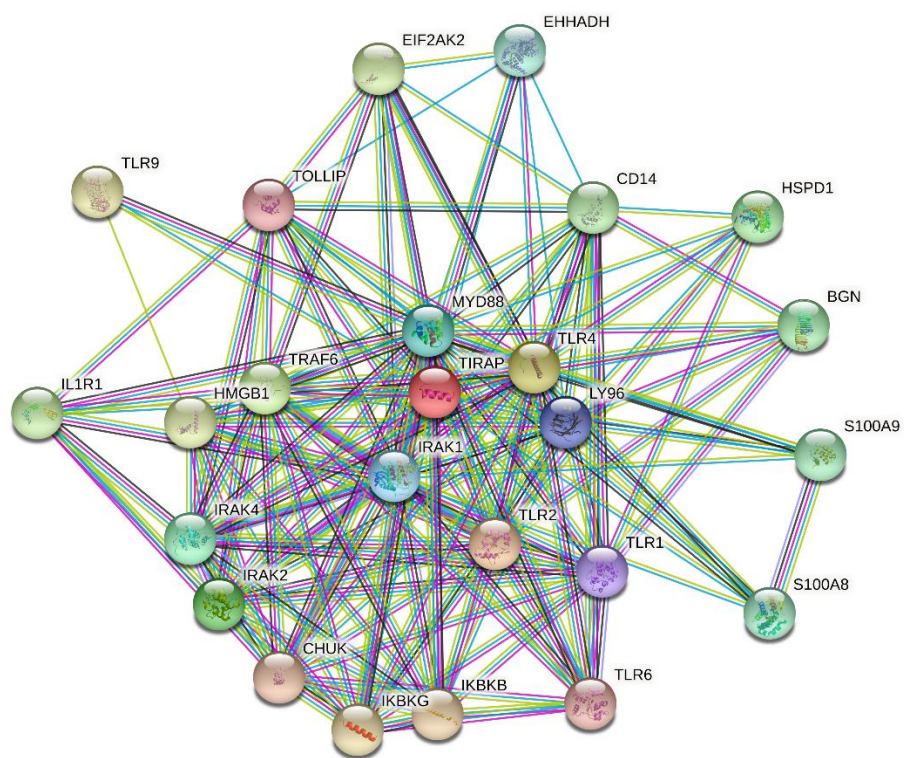 EHHADH
EIF2AK2
TLR9
TOLLIP
CD14
HSPD1
MYD88
BGN
TLR4
TRAF6
TIRAP
IL1R1
HMGB1
LY96
S100A9
IRAK1
IRAK4
TLR2
TLR1
IRAK2
S100A8
CHUK
IKBKB
TLR6
IKBKG